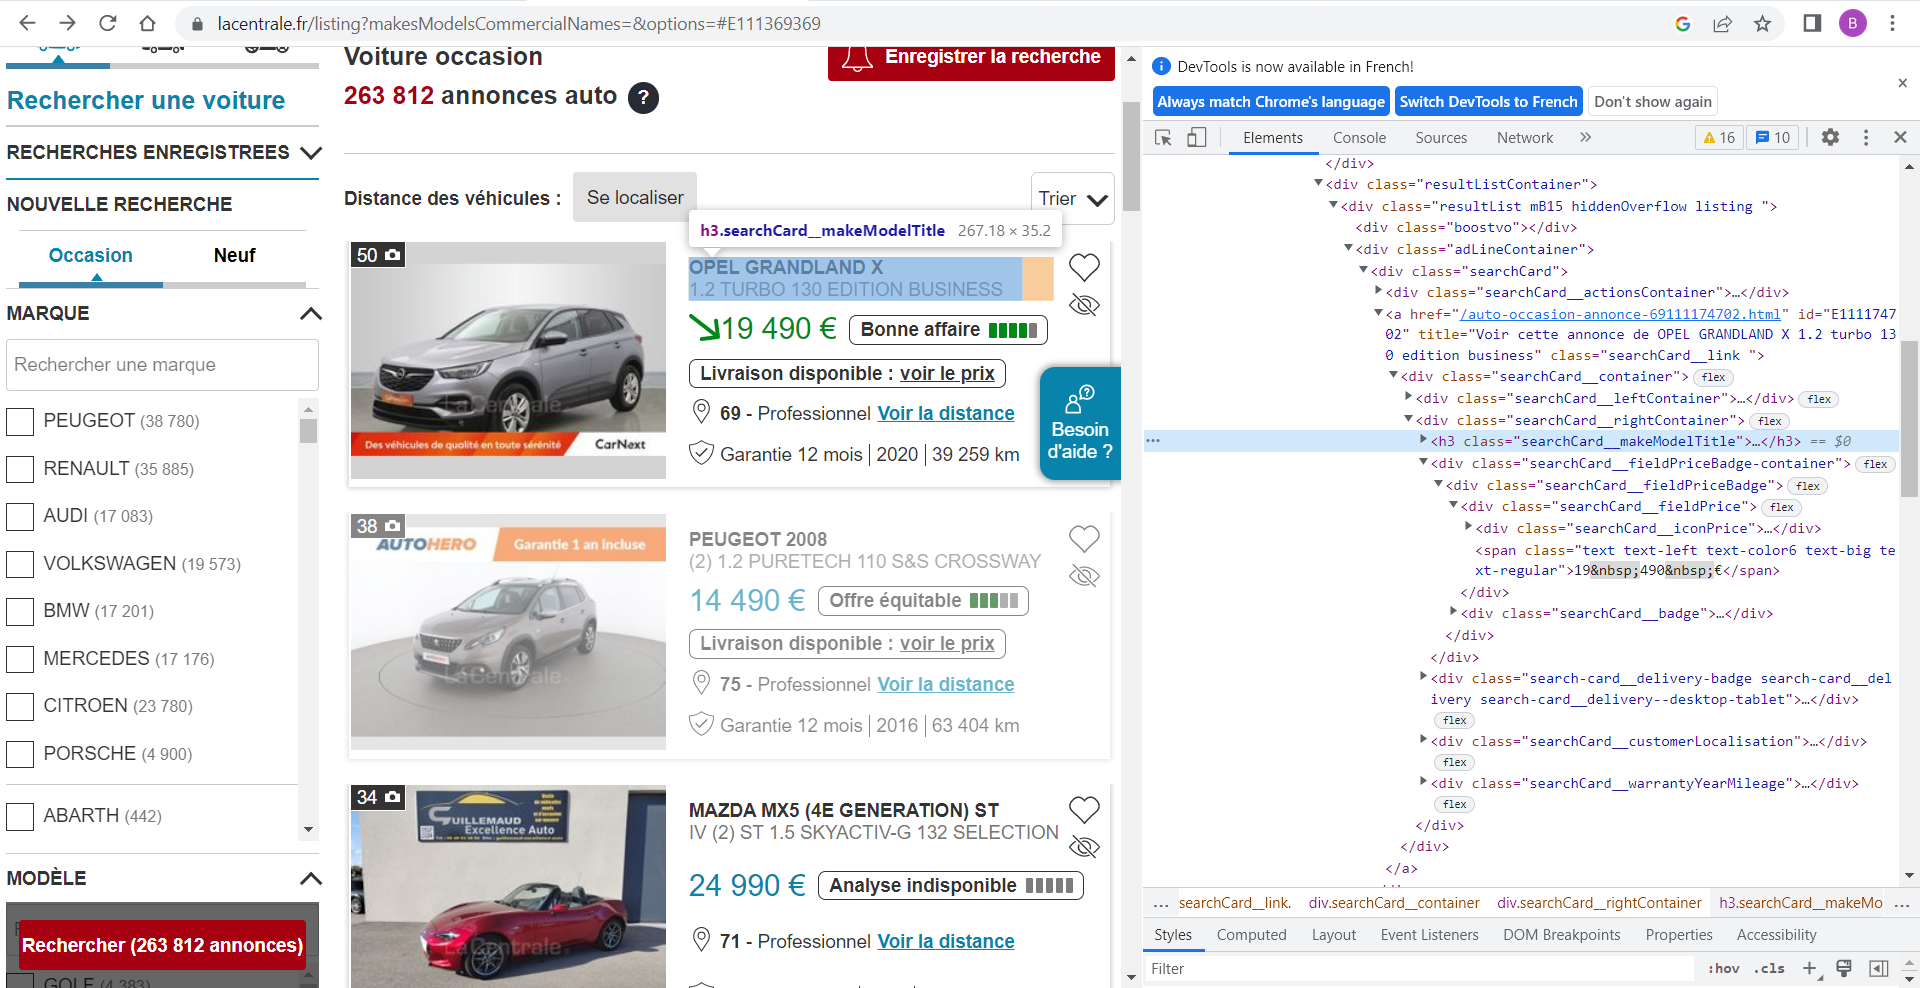 lacentrale.fr/listing?makesModelsCommercialNames=&options=#E111369369
B
Rechercher une voiture
RECHERCHES ENREGISTREES
NOUVELLE RECHERCHE
Occasion Neuf
MARQUE
Rechercher une marque
PEUGEOT (38 780)
RENAULT (35 885)
AUDI (17 083)
VOLKSWAGEN (19 573)
BMW (17 201)
MERCEDES (17 176)
CITROEN (23 780)
PORSCHE (4 900)
ABARTH (442)
MODÈLE
Rechercher (263 812 annonces)
GOLF (4 383)
Voiture occasion
Enregistrer la recherche
263 812 annonces auto ?
Distance des véhicules : Se localiser
Trier
h3.searchCard__makeModelTitle 267.18 × 35.2
50
OPEL GRANDLAND X
1.2 TURBO 130 EDITION BUSINESS
19 490 € Bonne affaire
Livraison disponible : voir le prix
69 - Professionnel Voir la distance
Garantie 12 mois | 2020 | 39 259 km
LaCentrale
Des véhicules de qualité en toute sérénité CarNext
Besoin
d'aide ?
38
AUTOHERO Garantie 1 an incluse
PEUGEOT 2008
(2) 1.2 PURETECH 110 S&S CROSSWAY
14 490 € Offre équitable
Livraison disponible : voir le prix
75 - Professionnel Voir la distance
Garantie 12 mois | 2016 | 63 404 km
LaCentrale
34
GUILLEMAUD
Excellence Auto
MAZDA MX5 (4E GENERATION) ST
IV (2) ST 1.5 SKYACTIV-G 132 SELECTION
24 990 € Analyse indisponible
71 - Professionnel Voir la distance
LaCentrale
DevTools is now available in French!
Always match Chrome's language Switch DevTools to French Don't show again
Elements Console Sources Network » 16 10
</div>
<div class="resultListContainer">
<div class="resultList mB15 hiddenOverflow listing ">
<div class="boostvo"></div>
<div class="adLineContainer">
<div class="searchCard">
<div class="searchCard__actionsContainer">…</div>
<a href="/auto-occasion-annonce-69111174702.html" id="E1111747
02" title="Voir cette annonce de OPEL GRANDLAND X 1.2 turbo 13
0 edition business" class="searchCard__link ">
<div class="searchCard__container"> flex
<div class="searchCard__leftContainer">…</div> flex
<div class="searchCard__rightContainer"> flex
<h3 class="searchCard__makeModelTitle">…</h3> == $0
<div class="searchCard__fieldPriceBadge-container"> flex
<div class="searchCard__fieldPriceBadge"> flex
<div class="searchCard__fieldPrice"> flex
<div class="searchCard__iconPrice">…</div>
<span class="text text-left text-color6 text-big te
xt-regular">19&nbsp;490&nbsp;€</span>
</div>
<div class="searchCard__badge">…</div>
</div>
</div>
<div class="search-card__delivery-badge search-card__del
ivery search-card__delivery--desktop-tablet">…</div>
flex
<div class="searchCard__customerLocalisation">…</div>
flex
<div class="searchCard__warrantyYearMileage">…</div>
flex
</div>
</div>
</a>
… searchCard__link. div.searchCard__container div.searchCard__rightContainer h3.searchCard__makeMo …
Styles Computed Layout Event Listeners DOM Breakpoints Properties Accessibility
Filter :hov .cls